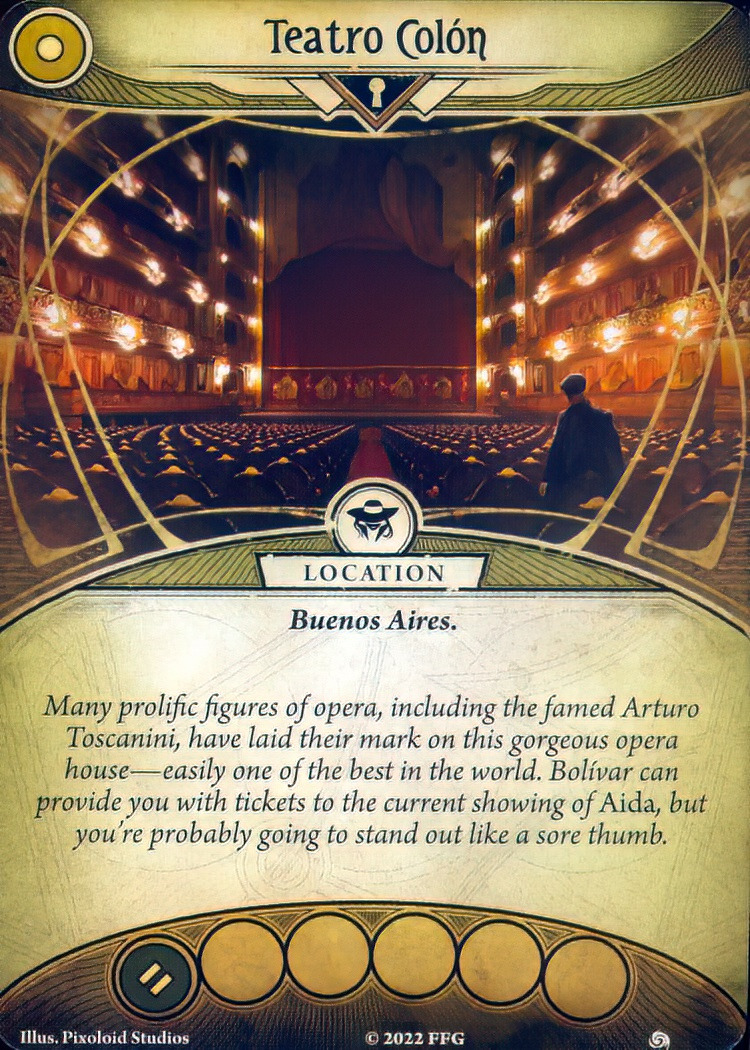 Teatro Colón
LOCATION
Buenos Aires.
Many prolific figures of opera, including the famed Arturo
Toscanini, have laid their mark on this gorgeous opera
house—easily one of the best in the world. Bolívar can
provide you with tickets to the current showing of Aida, but
you’re probably going to stand out like a sore thumb.
Illus. Pixoloid Studios
© 2022 FFG